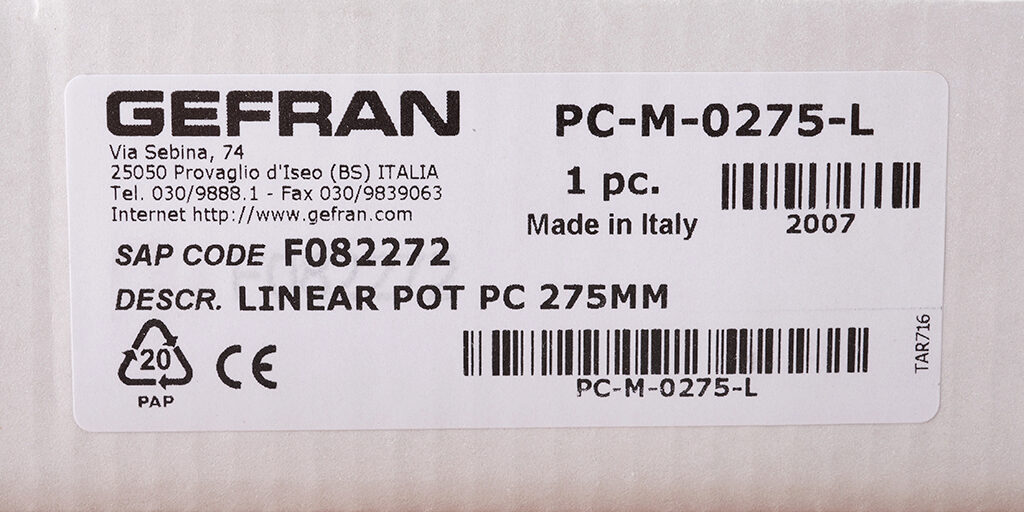 GEFRAN
Via Sebina, 74
25050 Provaglio d'Iseo (BS) ITALIA
Tel. 030/9888.1 - Fax 030/9839063
Internet http://www.gefran.com
PC-M-0275-L
1 pc.
Made in Italy
2007
SAP CODE F082272
DESCR. LINEAR POT PC 275MM
20
PAP
CE
PC-M-0275-L
TAR716